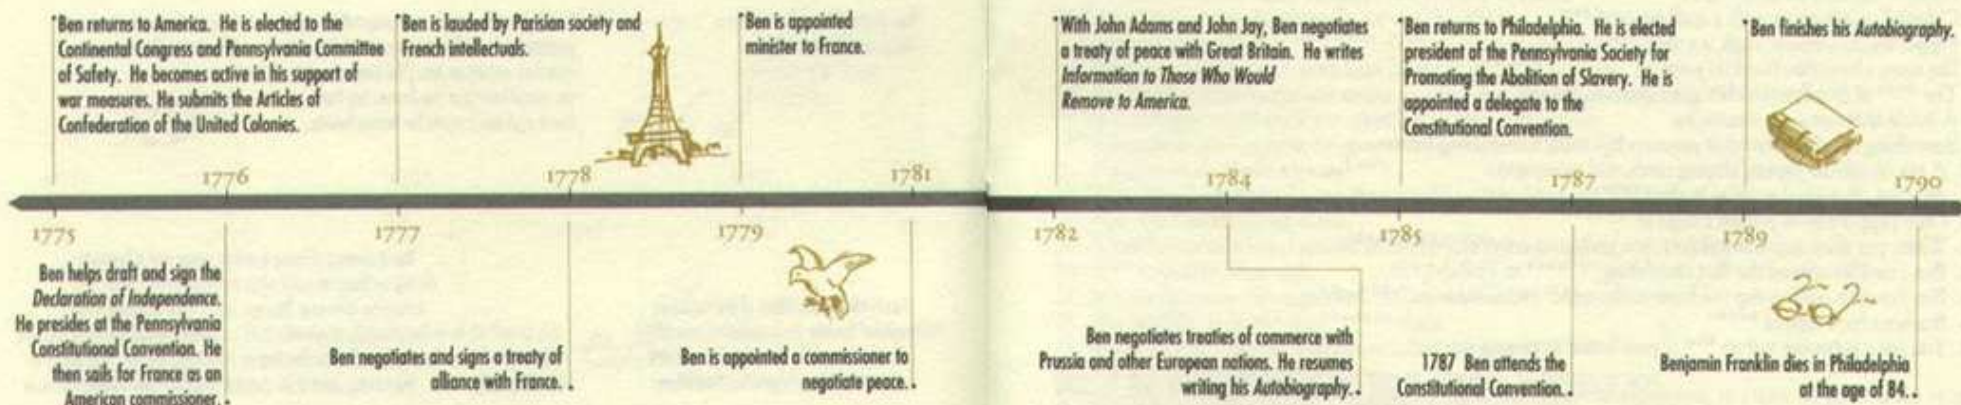 Ben returns to America. He is elected to the
Continental Congress and Pennsylvania Committee
of Safety. He becomes active in his support of
war measures. He submits the Articles of
Confederation of the United Colonies.
Ben is lauded by Parisian society and
French intellectuals.
Ben is appointed
minister to France.
With John Adams and John Jay, Ben negotiates
a treaty of peace with Great Britain. He writes
Information to Those Who Would
Remove to America.
Ben returns to Philadelphia. He is elected
president of the Pennsylvania Society for
Promoting the Abolition of Slavery. He is
appointed a delegate to the
Constitutional Convention.
Ben finishes his Autobiography.
1776
1778
1781
1784
1787
1790
1775
1777
1779
1782
1785
1789
Ben helps draft and sign the
Declaration of Independence.
He presides at the Pennsylvania
Constitutional Convention. He
then sails for France as an
American commissioner.
Ben negotiates and signs a treaty of
alliance with France.
Ben is appointed a commissioner to
negotiate peace.
Ben negotiates treaties of commerce with
Prussia and other European nations. He resumes
writing his Autobiography.
1787 Ben attends the
Constitutional Convention.
Benjamin Franklin dies in Philadelphia
at the age of 84.